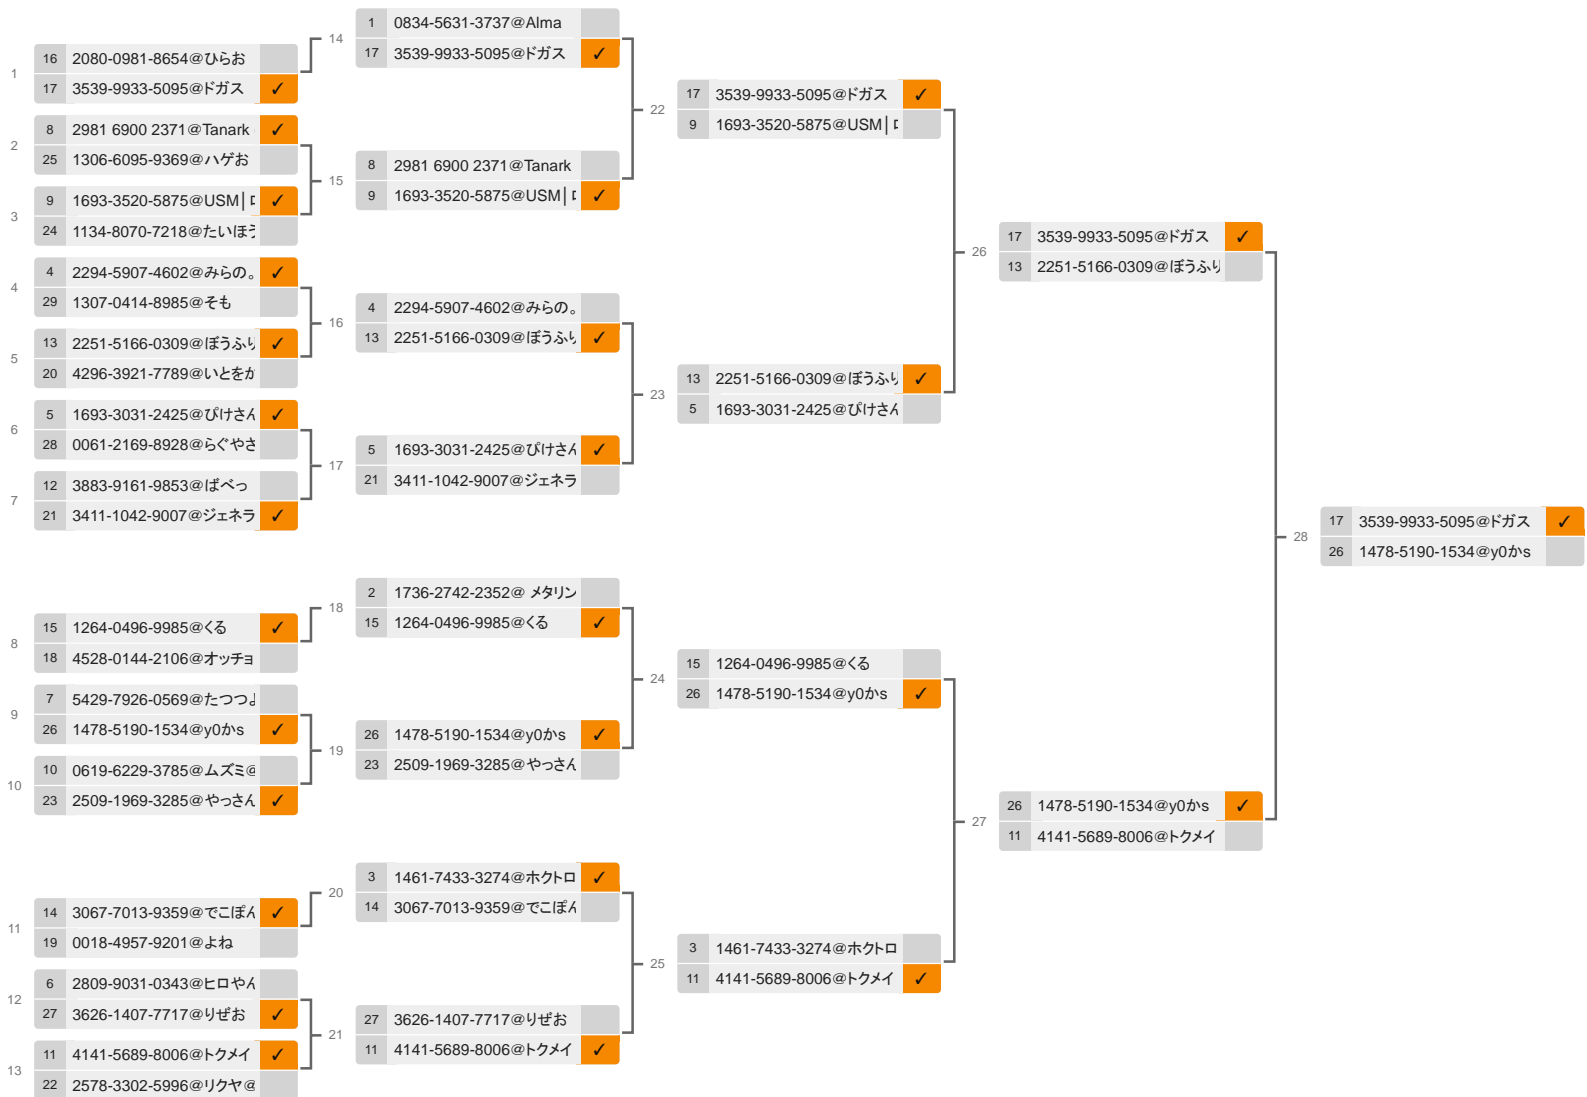 1
16 2080-0981-8654@ひらお
17 3539-9933-5095@ドガス ✓
2
8 2981 6900 2371@Tanark ✓
25 1306-6095-9369@ハゲお
3
9 1693-3520-5875@USM| ✓
24 1134-8070-7218@たいほう
4
4 2294-5907-4602@みらの。 ✓
29 1307-0414-8985@そも
5
13 2251-5166-0309@ぼうふり ✓
20 4296-3921-7789@いとをか
6
5 1693-3031-2425@ぴけさん ✓
28 0061-2169-8928@らぐやさ
7
12 3883-9161-9853@ばべっ
21 3411-1042-9007@ジェネラ ✓
8
15 1264-0496-9985@くる ✓
18 4528-0144-2106@オッチョ
9
7 5429-7926-0569@たつつよ
26 1478-5190-1534@y0かs ✓
10
10 0619-6229-3785@ムズミ@
23 2509-1969-3285@やっさん ✓
11
14 3067-7013-9359@でこぽん ✓
19 0018-4957-9201@よね
12
6 2809-9031-0343@ヒロやん
27 3626-1407-7717@りぜお ✓
13
11 4141-5689-8006@トクメイ ✓
22 2578-3302-5996@リクヤ@
14
1 0834-5631-3737@Alma
17 3539-9933-5095@ドガス ✓
15
8 2981 6900 2371@Tanark
9 1693-3520-5875@USM| ✓
16
4 2294-5907-4602@みらの。
13 2251-5166-0309@ぼうふり ✓
17
5 1693-3031-2425@ぴけさん ✓
21 3411-1042-9007@ジェネラ
18
2 1736-2742-2352@ メタリン
15 1264-0496-9985@くる ✓
19
26 1478-5190-1534@y0かs ✓
23 2509-1969-3285@やっさん
20
3 1461-7433-3274@ホクトロ ✓
14 3067-7013-9359@でこぽん
21
27 3626-1407-7717@りぜお
11 4141-5689-8006@トクメイ ✓
22
17 3539-9933-5095@ドガス ✓
9 1693-3520-5875@USM|
23
13 2251-5166-0309@ぼうふり ✓
5 1693-3031-2425@ぴけさん
24
15 1264-0496-9985@くる
26 1478-5190-1534@y0かs ✓
25
3 1461-7433-3274@ホクトロ
11 4141-5689-8006@トクメイ ✓
26
17 3539-9933-5095@ドガス ✓
13 2251-5166-0309@ぼうふり
27
26 1478-5190-1534@y0かs ✓
11 4141-5689-8006@トクメイ
28
17 3539-9933-5095@ドガス ✓
26 1478-5190-1534@y0かs